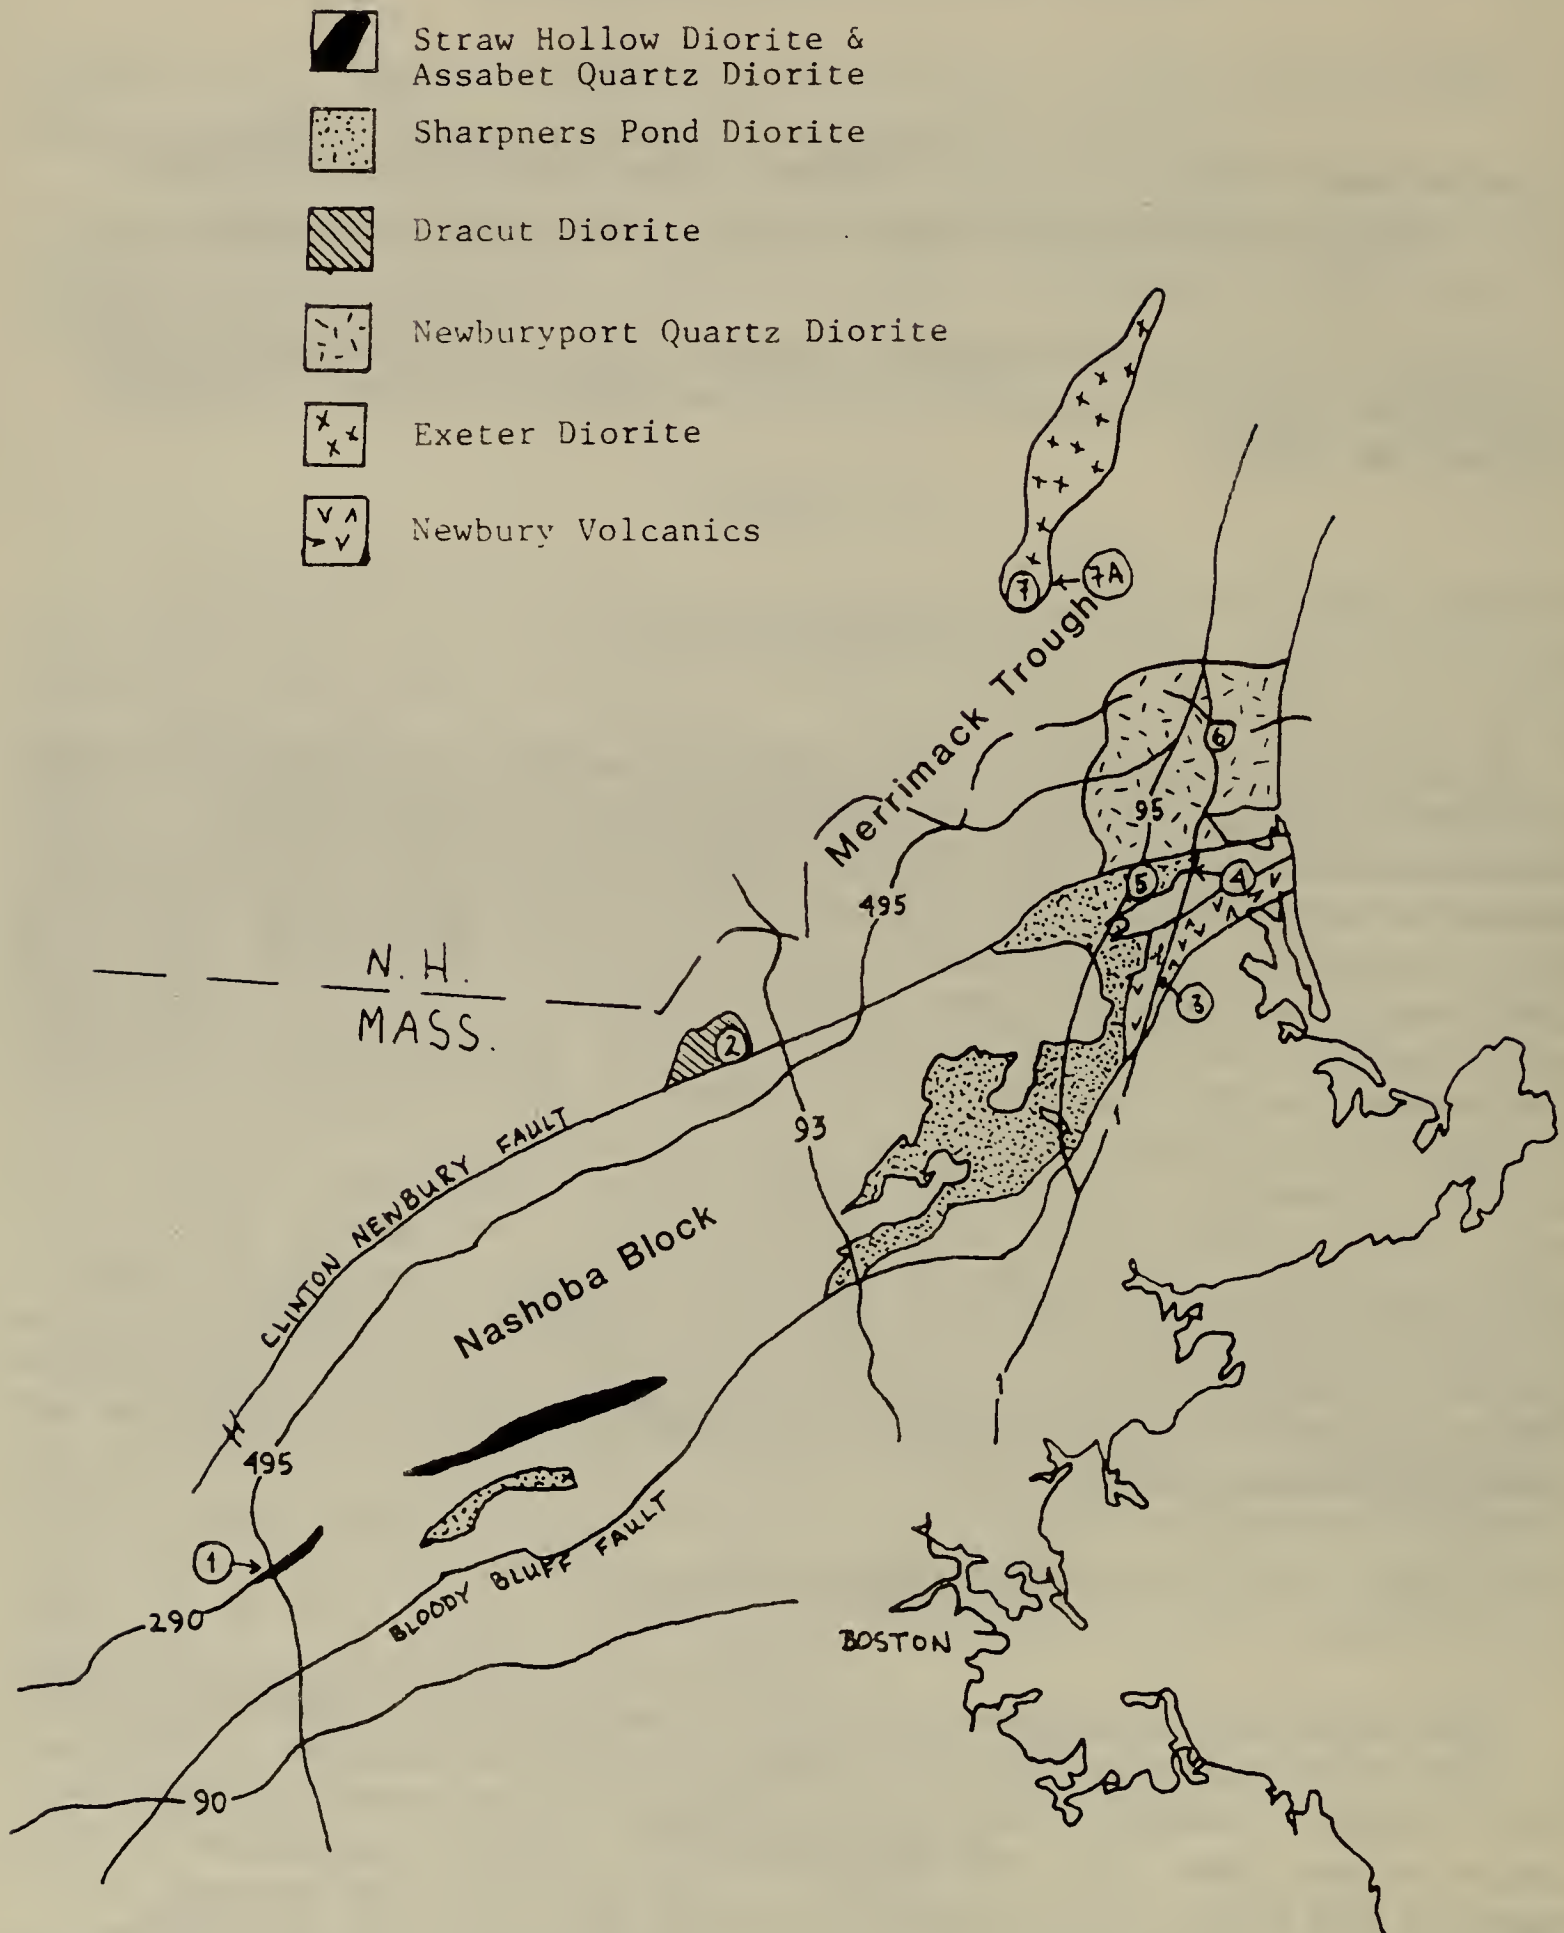 Straw Hollow Diorite &
Assabet Quartz Diorite
Sharpners Pond Diorite
Dracut Diorite
Newburyport Quartz Diorite
Exeter Diorite
Newbury Volcanics
7
7A
Merrimack Trough
6
95
5
4
495
N. H.
MASS.
3
2
93
1
CLINTON NEWBURY FAULT
Nashoba Block
1
495
1
290
BLOODY BLUFF FAULT
BOSTON
90